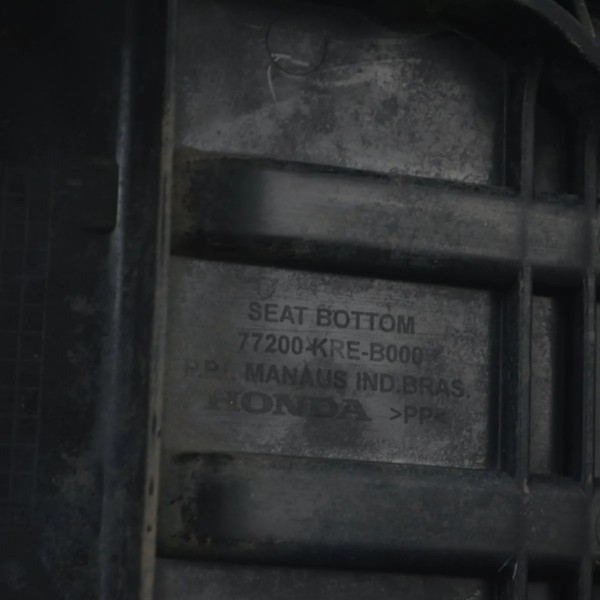 SEAT BOTTOM
77200-KRE-B000
MANAUS IND.BRAS.
HONDA >PP<